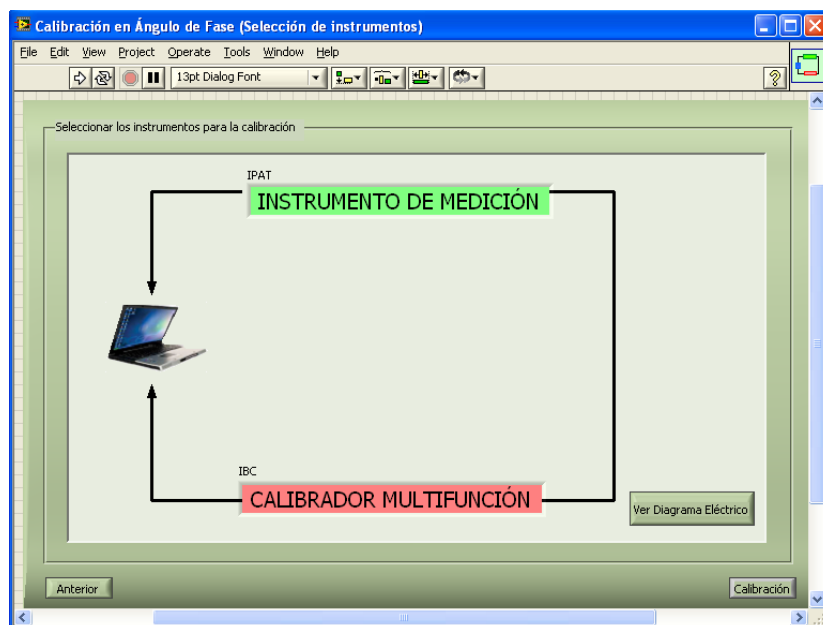 Calibración en Ángulo de Fase (Selección de instrumentos)
File Edit View Project Operate Tools Window Help
13pt Dialog Font
Seleccionar los instrumentos para la calibración
IPAT
INSTRUMENTO DE MEDICIÓN
IBC
CALIBRADOR MULTIFUNCIÓN
Ver Diagrama Eléctrico
Anterior
Calibración